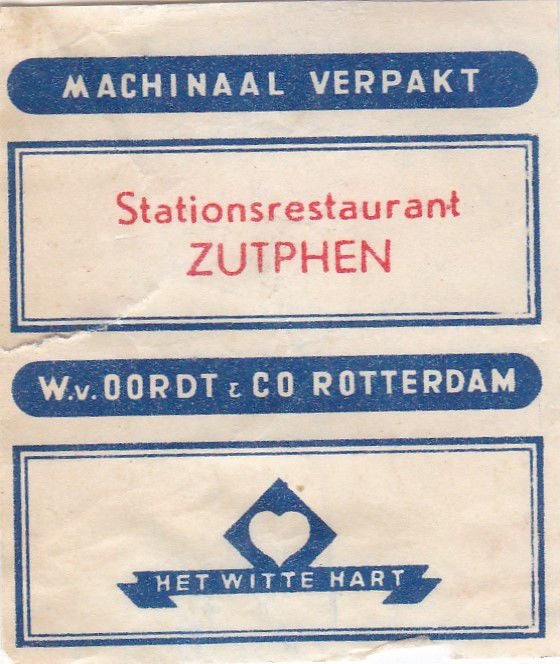 MACHINAAL VERPAKT
Stationsrestaurant
ZUTPHEN
W.v. OORDT & CO ROTTERDAM
HET WITTE HART